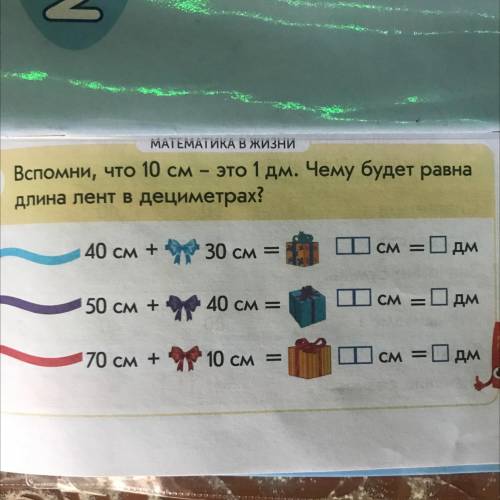 2
МАТЕМАТИКА В ЖИЗНИ
Вспомни, что 10 см – это 1 дм. Чему будет равна
длина лент в дециметрах?
40 см + 30 см = см = дм
50 см + 40 см = см = дм
70 см + 10 см = см = дм